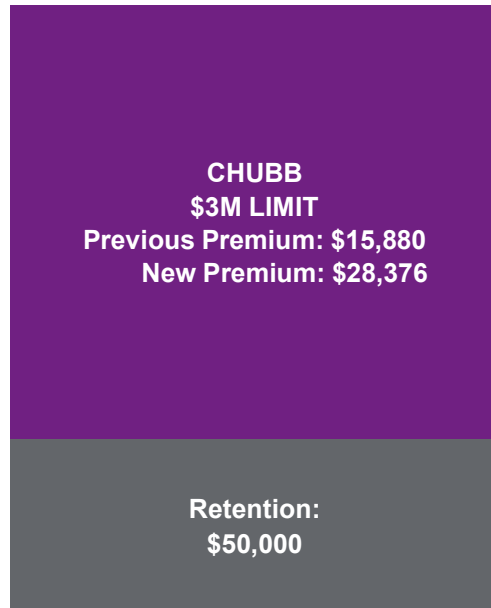 CHUBB
$3M LIMIT
Previous Premium: $15,880
New Premium: $28,376
Retention:
$50,000